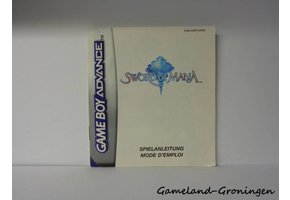 GAME BOY ADVANCE
SWORD OF MANA
SPIELANLEITUNG
MODE D'EMPLOI
Gameland-Groningen